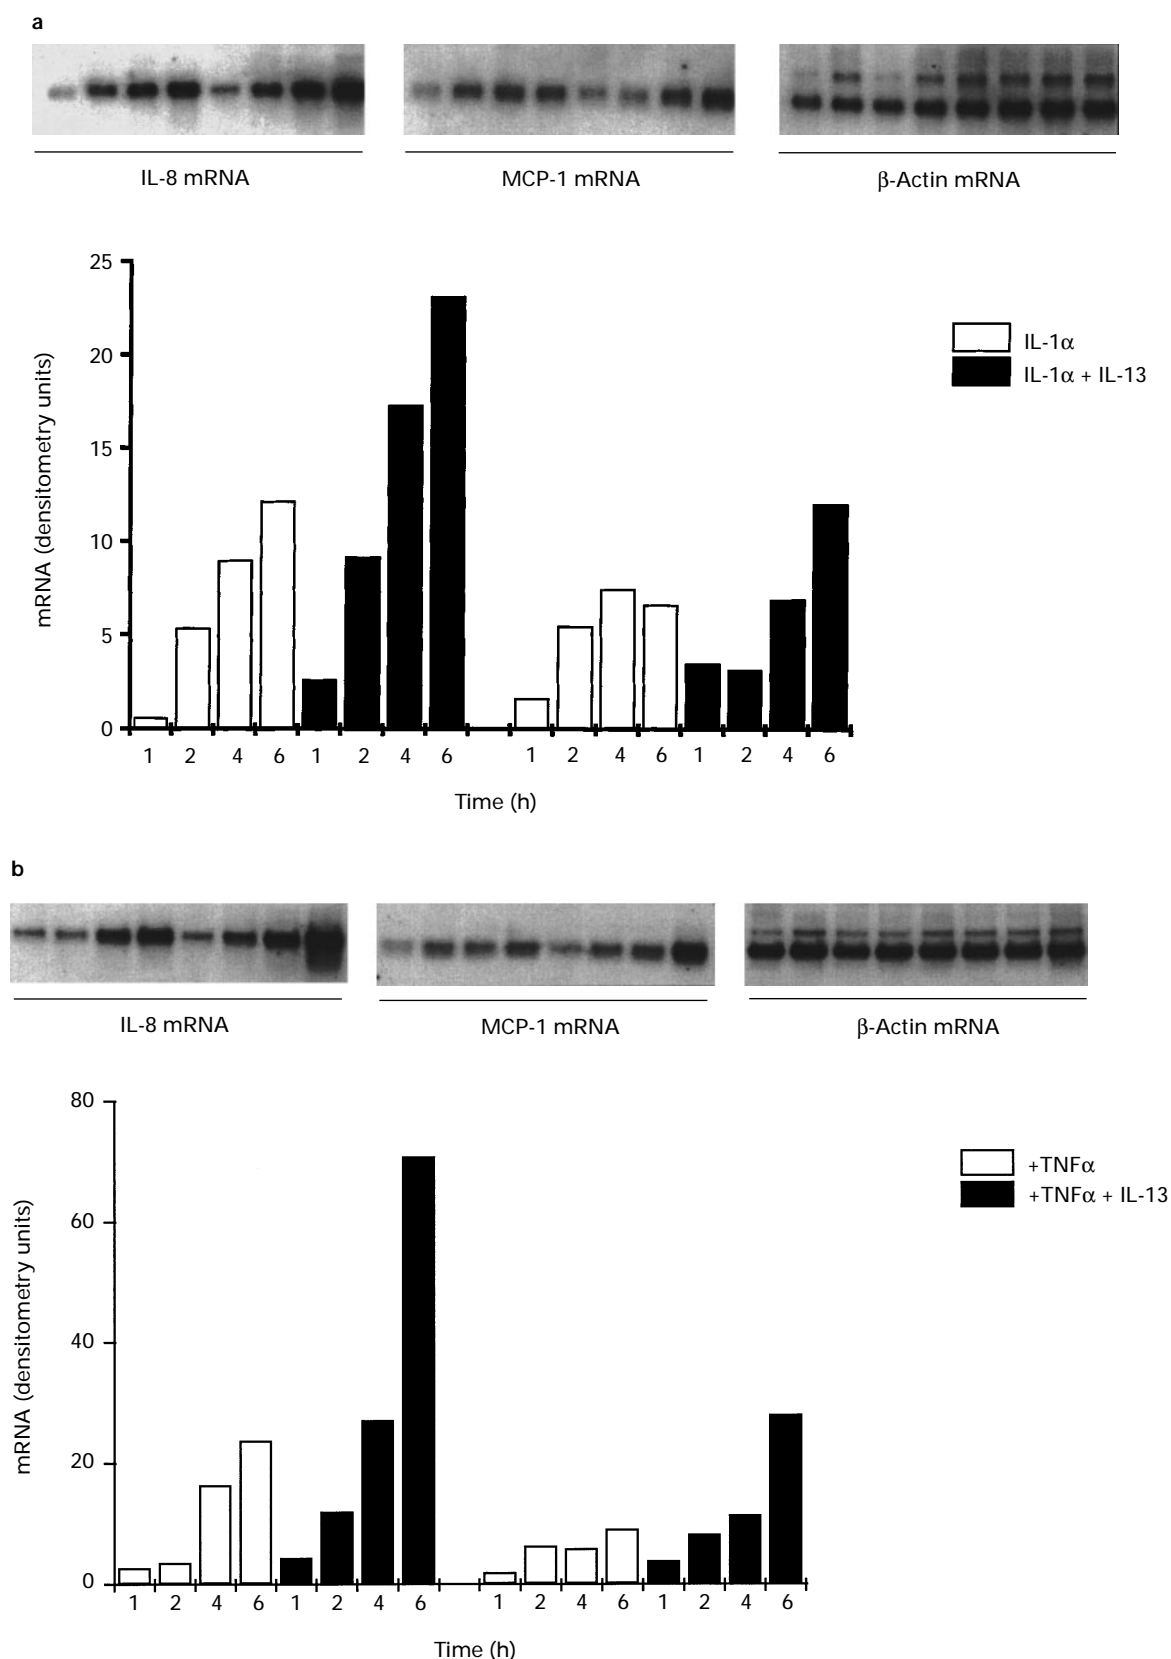 a
IL-8 mRNA
MCP-1 mRNA
β-Actin mRNA
25
20
15
10
5
0
mRNA (densitometry units)
IL-1α
IL-1α + IL-13
1 2 4 6 1 2 4 6 1 2 4 6 1 2 4 6
Time (h)
b
IL-8 mRNA
MCP-1 mRNA
β-Actin mRNA
80
60
40
20
0
mRNA (densitometry units)
+TNFα
+TNFα + IL-13
1 2 4 6 1 2 4 6 1 2 4 6 1 2 4 6
Time (h)